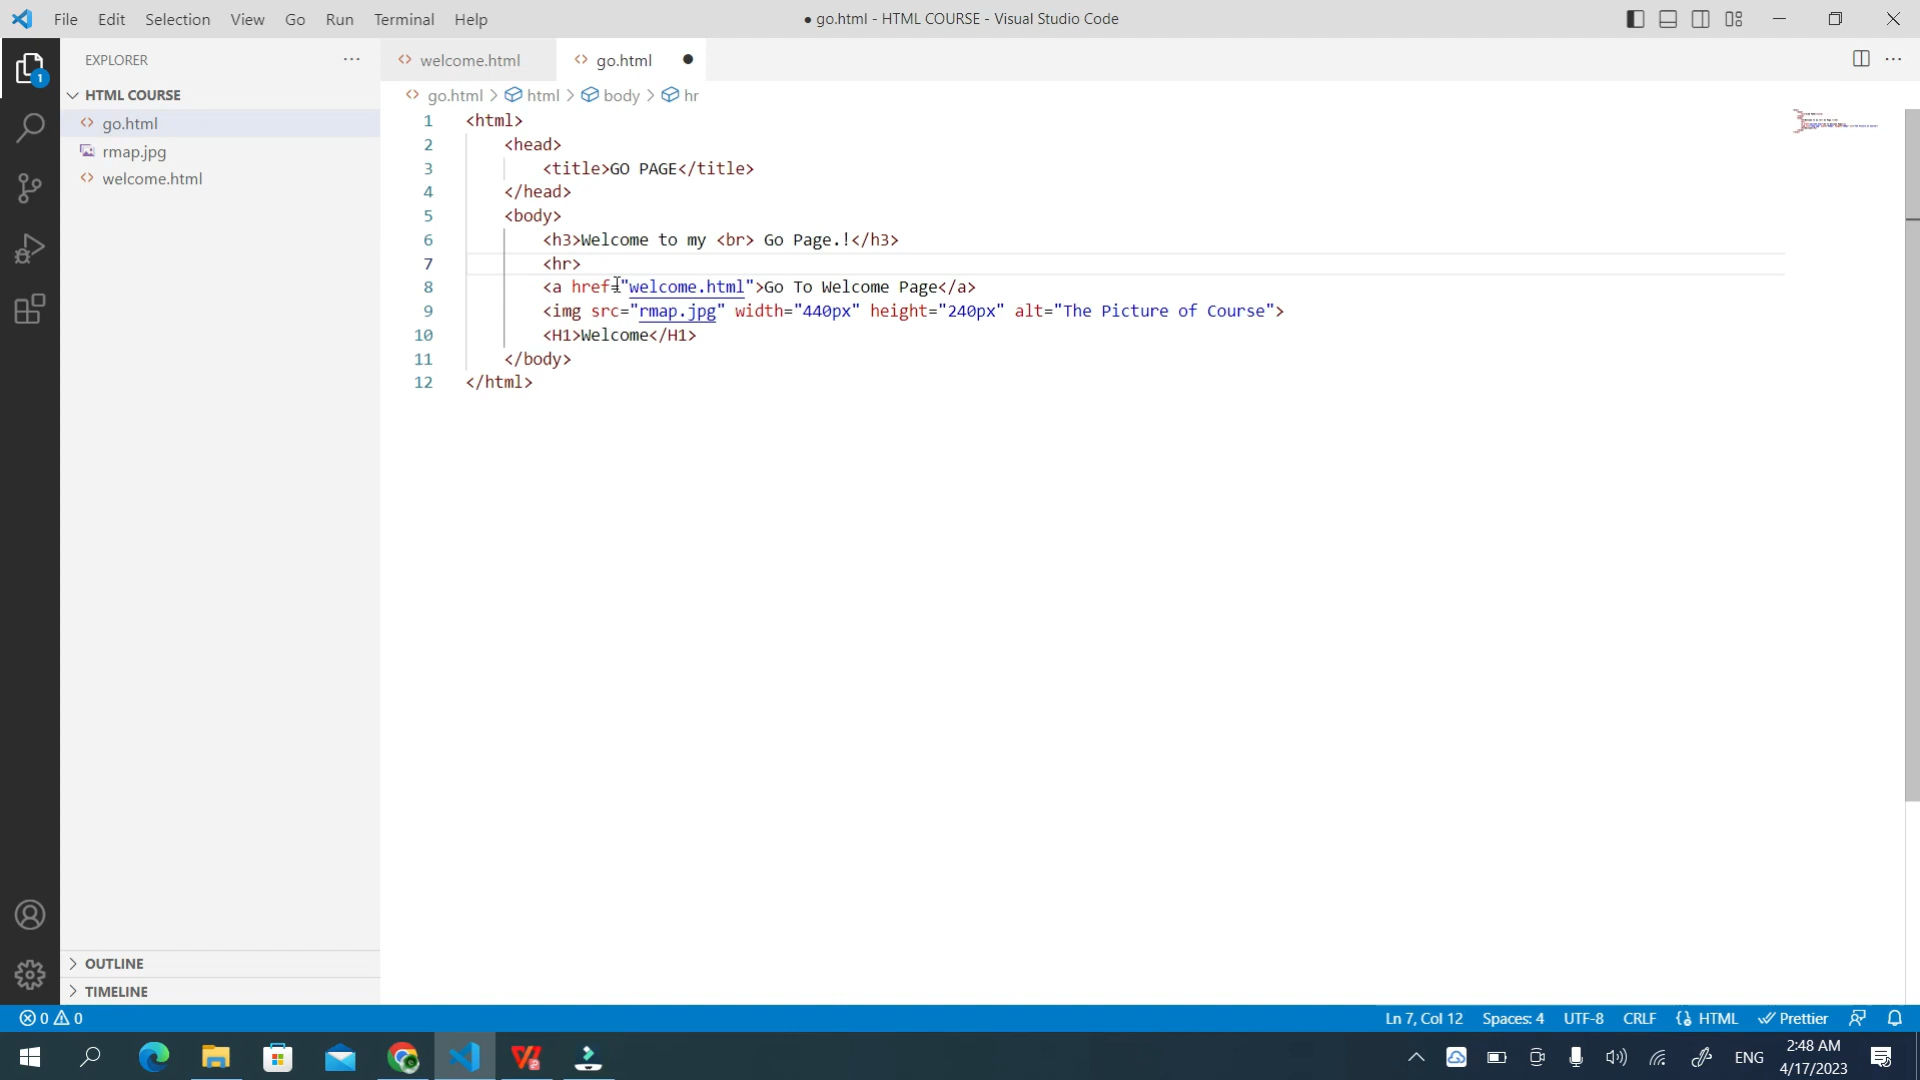 File Edit Selection View Go Run Terminal Help
● go.html - HTML COURSE - Visual Studio Code
EXPLORER
HTML COURSE
go.html
rmap.jpg
welcome.html
OUTLINE
TIMELINE
1
welcome.html
go.html
go.html > html > body > hr
1 <html>
2 <head>
3 <title>GO PAGE</title>
4 </head>
5 <body>
6 <h3>Welcome to my <br> Go Page.!</h3>
7 <hr>
8 <a href="welcome.html">Go To Welcome Page</a>
9 <img src="rmap.jpg" width="440px" height="240px" alt="The Picture of Course">
10 <H1>Welcome</H1>
11 </body>
12 </html>
0 0
Ln 7, Col 12 Spaces: 4 UTF-8 CRLF HTML Prettier
ENG
2:48 AM
4/17/2023